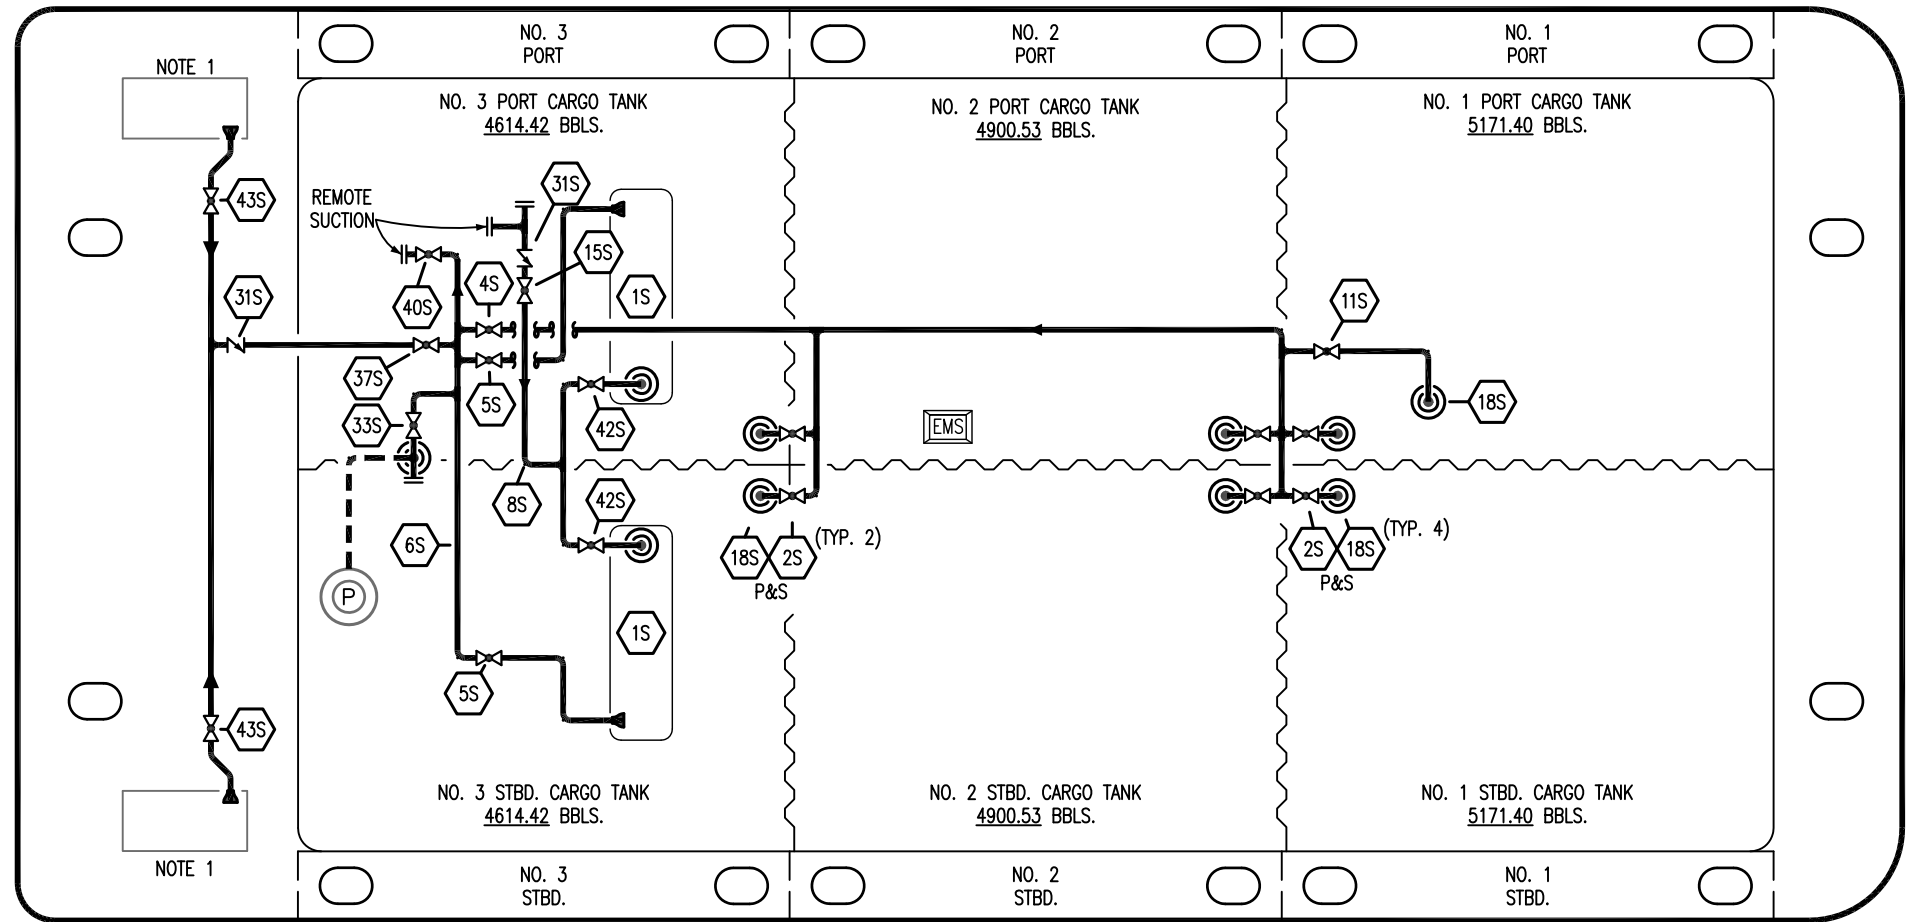 NO. 3
PORT
NO. 2
PORT
NO. 1
PORT
NOTE 1
NO. 3 PORT CARGO TANK
4614.42 BBLS.
NO. 2 PORT CARGO TANK
4900.53 BBLS.
NO. 1 PORT CARGO TANK
5171.40 BBLS.
43S
REMOTE
SUCTION
31S
15S
4S
1S
31S
40S
11S
37S
5S
18S
33S
42S
EMS
8S
42S
6S
(TYP. 2)
18S
2S
P&S
(TYP. 4)
2S
18S
P&S
P
1S
5S
43S
NO. 3 STBD. CARGO TANK
4614.42 BBLS.
NO. 2 STBD. CARGO TANK
4900.53 BBLS.
NO. 1 STBD. CARGO TANK
5171.40 BBLS.
NOTE 1
NO. 3
STBD.
NO. 2
STBD.
NO. 1
STBD.